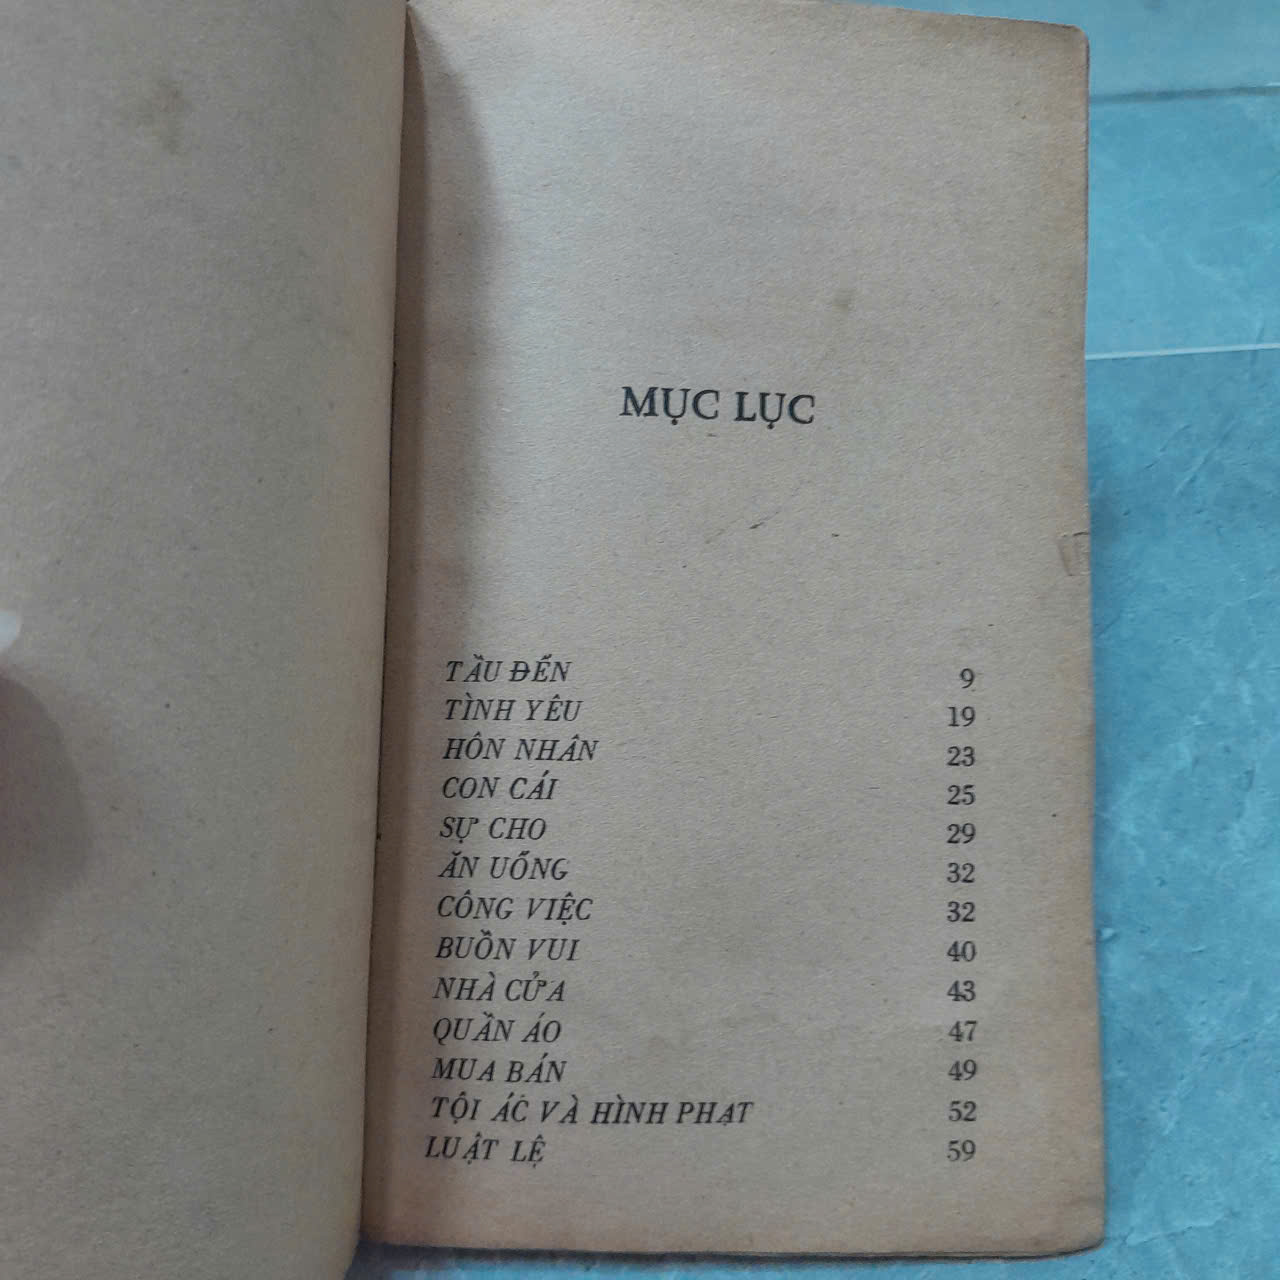 MỤC LỤC
TẦU ĐẾN 9
TÌNH YÊU 19
HÔN NHÂN 23
CON CÁI 25
SỰ CHO 29
ĂN UỐNG 32
CÔNG VIỆC 32
BUỒN VUI 40
NHÀ CỬA 43
QUẦN ÁO 47
MUA BÁN 49
TỘI ÁC VÀ HÌNH PHẠT 52
LUẬT LỆ 59